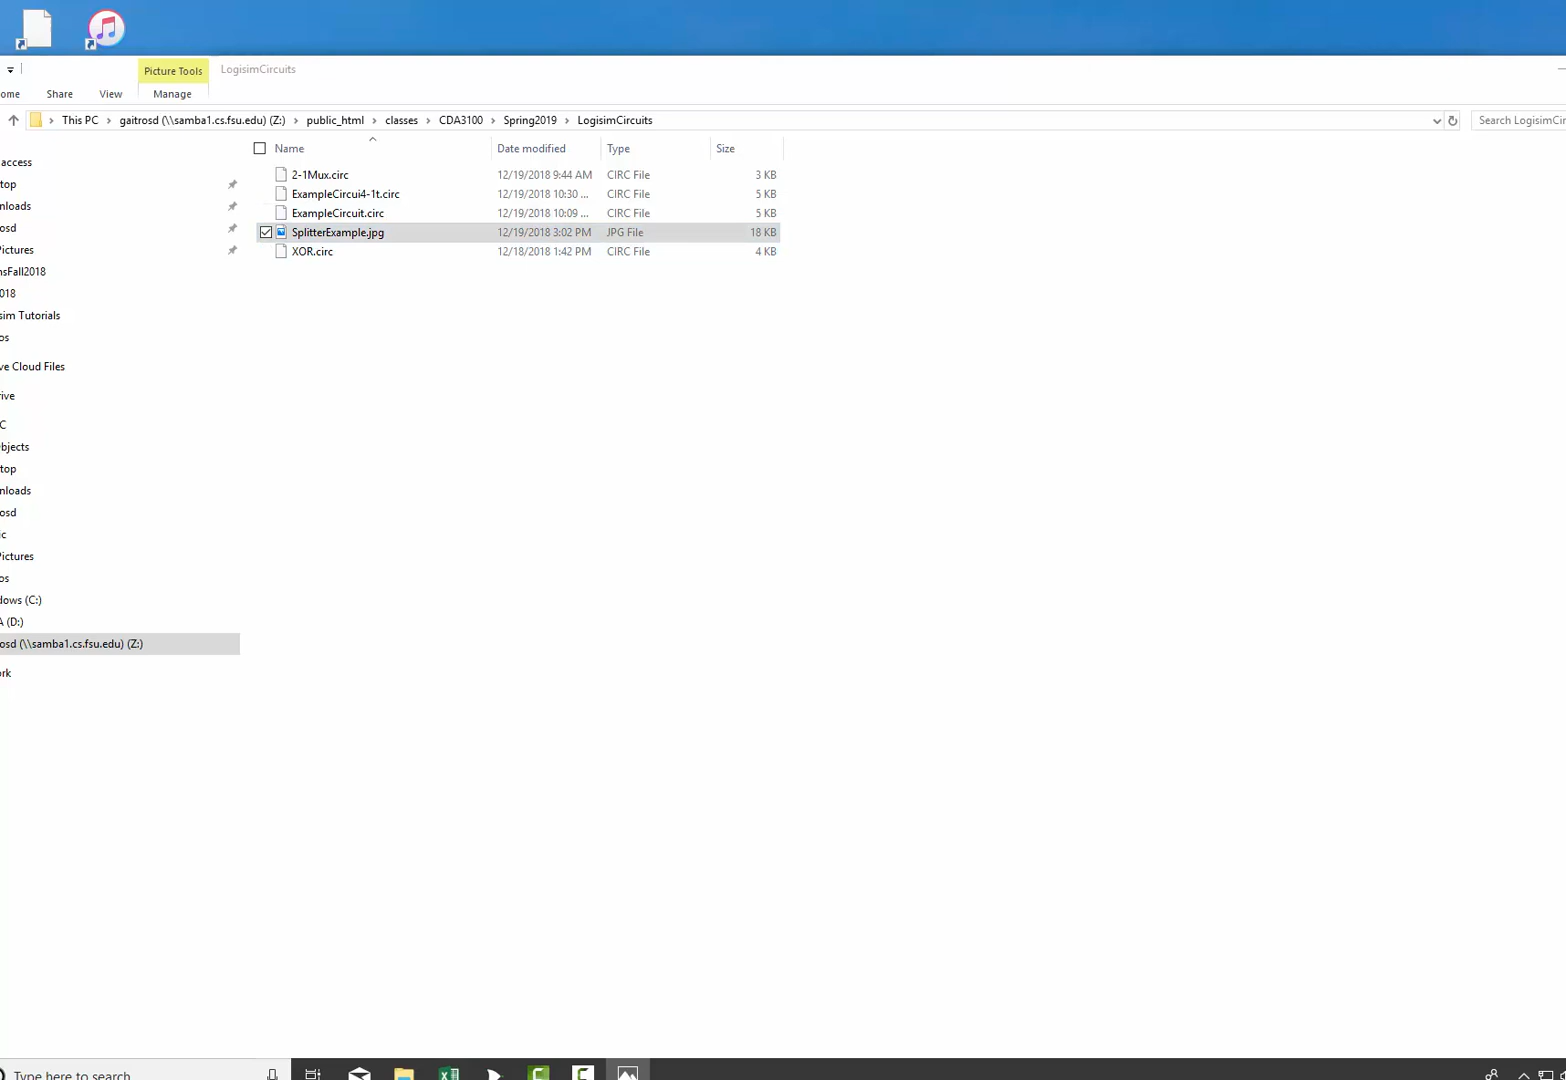 Picture Tools LogisimCircuits
ome Share View Manage
This PC > gaitrosd (\\samba1.cs.fsu.edu) (Z:) > public_html > classes > CDA3100 > Spring2019 > LogisimCircuits Search LogisimCir
Name Date modified Type Size
access
2-1Mux.circ 12/19/2018 9:44 AM CIRC File 3 KB
top
ExampleCircui4-1t.circ 12/19/2018 10:30 ... CIRC File 5 KB
nloads
ExampleCircuit.circ 12/19/2018 10:09 ... CIRC File 5 KB
osd
SplitterExample.jpg 12/19/2018 3:02 PM JPG File 18 KB
Pictures
XOR.circ 12/18/2018 1:42 PM CIRC File 4 KB
nsFall2018
018
sim Tutorials
os
ve Cloud Files
rive
C
bjects
top
nloads
osd
ic
Pictures
os
dows (C:)
A (D:)
osd (\\samba1.cs.fsu.edu) (Z:)
ork
Type here to search